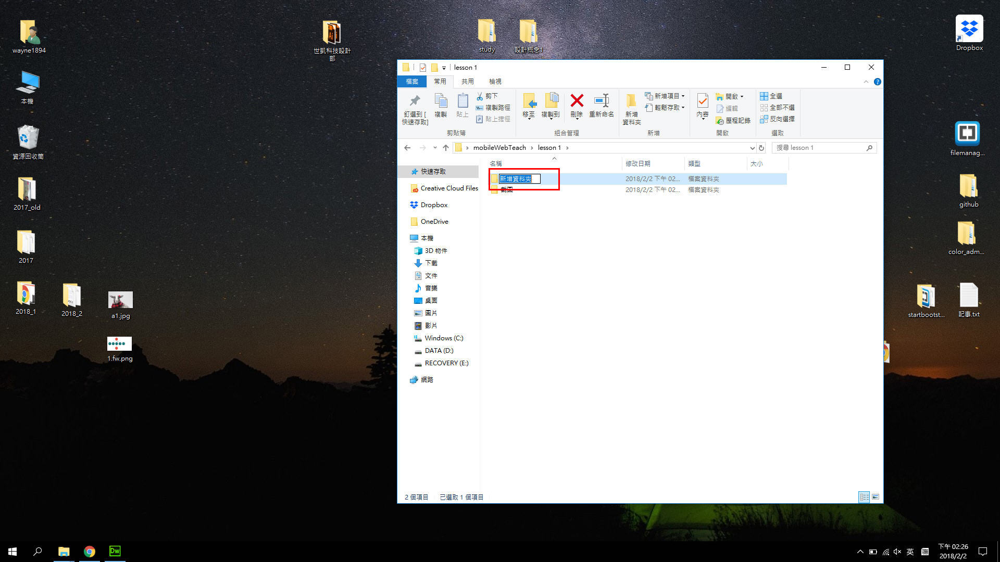 wayne1894
本機
資源回收筒
2017_old
2017
2018_1
2018_2
a1.jpg
1.fw.png
世凱科技設計
部
study
設計概念1
Dropbox
filemanag...
github
color_adm...
startbootst...
記事.txt
lesson 1
檔案
常用
共用
檢視
釘選到 [
快速存取]
複製
貼上
剪下
複製路徑
貼上捷徑
剪貼簿
移至
複製到
刪除
重新命名
組合管理
新增
資料夾
新增項目
輕鬆存取
新增
內容
開啟
編輯
歷程記錄
開啟
全選
全部不選
反向選擇
選取
mobileWebTeach › lesson 1 ›
搜尋 lesson 1
名稱
修改日期
類型
大小
新增資料夾
2018/2/2 下午 02...
檔案資料夾
截圖
2018/2/2 下午 02...
檔案資料夾
快速存取
Creative Cloud Files
Dropbox
OneDrive
本機
3D 物件
下載
文件
音樂
桌面
圖片
影片
Windows (C:)
DATA (D:)
RECOVERY (E:)
網路
2 個項目
已選取 1 個項目
Dw
英
下午 02:26
2018/2/2